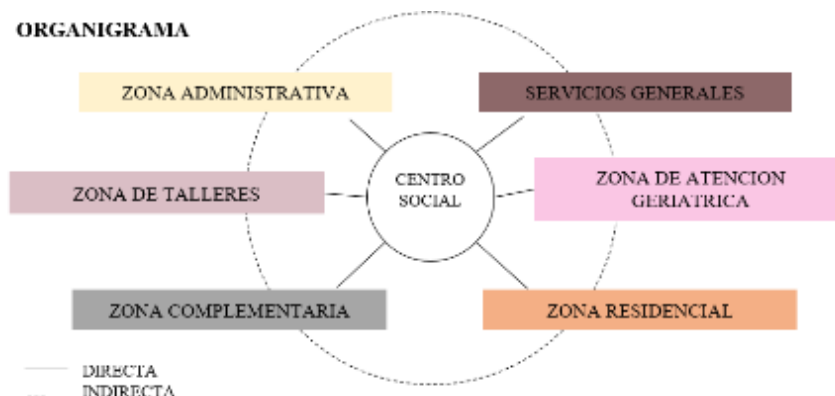 ORGANIGRAMA
ZONA ADMINISTRATIVA
SERVICIOS GENERALES
ZONA DE TALLERES
CENTRO
SOCIAL
ZONA DE ATENCION
GERIATRICA
ZONA COMPLEMENTARIA
ZONA RESIDENCIAL
DIRECTA
INDIRECTA